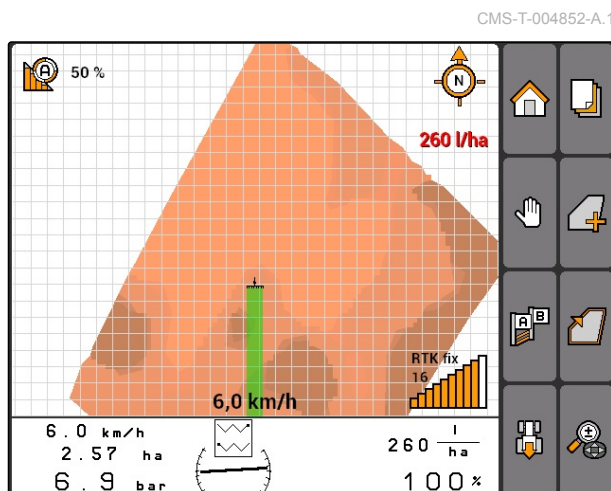 CMS-T-004852-A.1
A 50 %
N
260 l/ha
A B
RTK fix
16
6,0 km/h
6.0 km/h
2.57 ha
6.9 bar
260 l/ha
100%